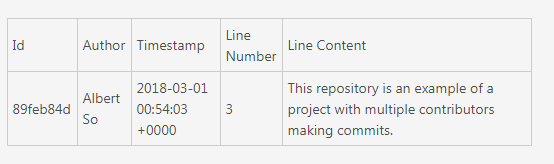 Id Author Timestamp Line Number Line Content
89feb84d Albert So 2018-03-01 00:54:03 +0000 3 This repository is an example of a project with multiple contributors making commits.